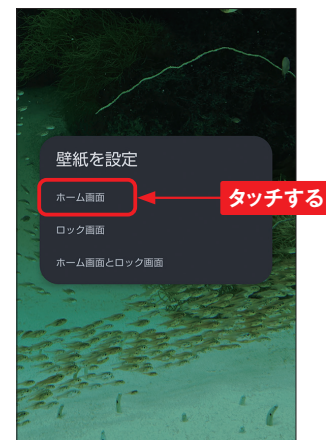 壁紙を設定
ホーム画面
タッチする
ロック画面
ホーム画面とロック画面